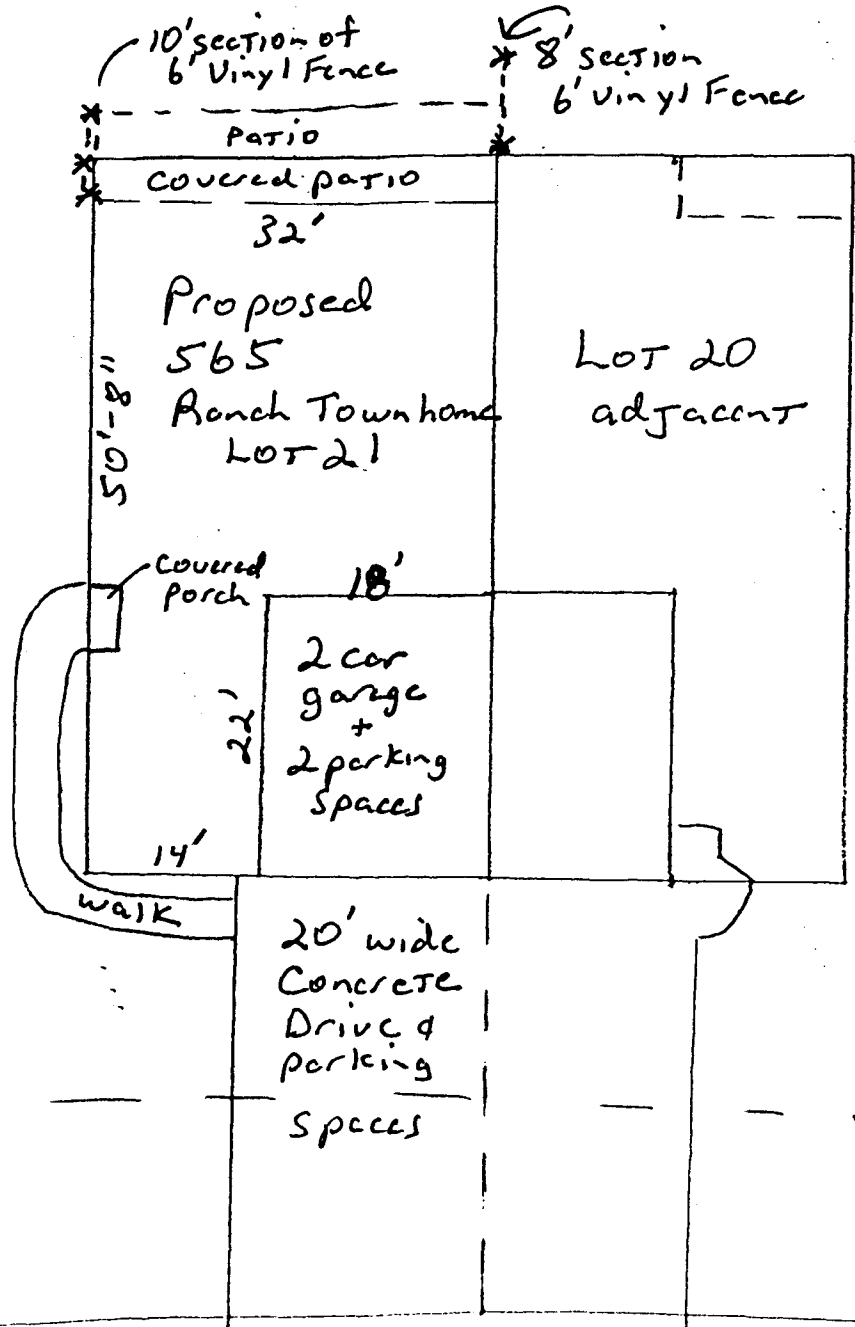 10' section of
6' Vinyl Fence
8' section
6' Vinyl Fence
Patio
Covered patio
32'
Proposed
565
Ranch Townhome
LOT 21
LOT 20
adjacent
50'-8"
Covered
Porch
18'
2 car
garage
+
2 parking
spaces
22'
14'
walk
20' wide
Concrete
Drive &
parking
spaces